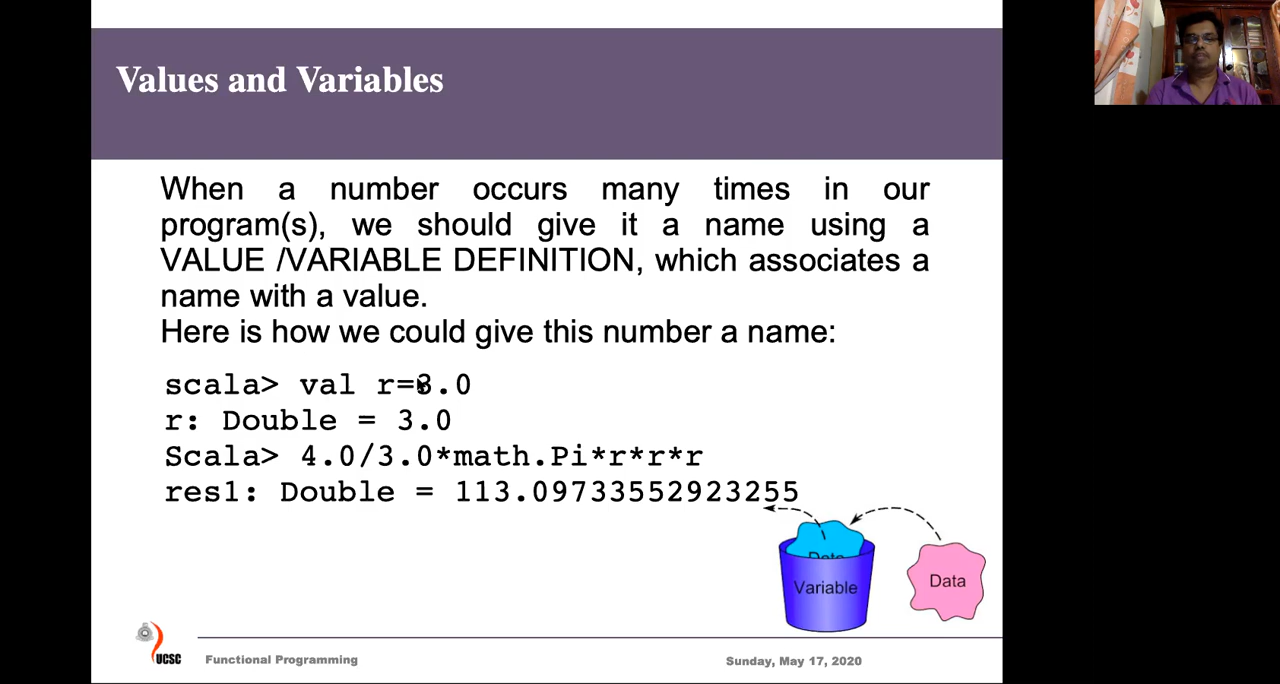 Values and Variables
When a number occurs many times in our
program(s), we should give it a name using a
VALUE /VARIABLE DEFINITION, which associates a
name with a value.
Here is how we could give this number a name:
scala> val r=3.0
r: Double = 3.0
Scala> 4.0/3.0*math.Pi*r*r*r
res1: Double = 113.09733552923255
Data
Variable
Data
UCSC
Functional Programming
Sunday, May 17, 2020